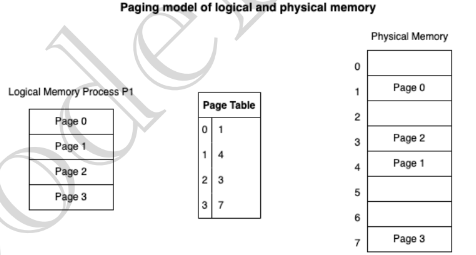 Paging model of logical and physical memory
Physical Memory
Logical Memory Process P1
Page 0
Page 1
Page 2
Page 3
Page Table
0 1
1 4
2 3
3 7
0
1 Page 0
2
3 Page 2
4 Page 1
5
6
7 Page 3